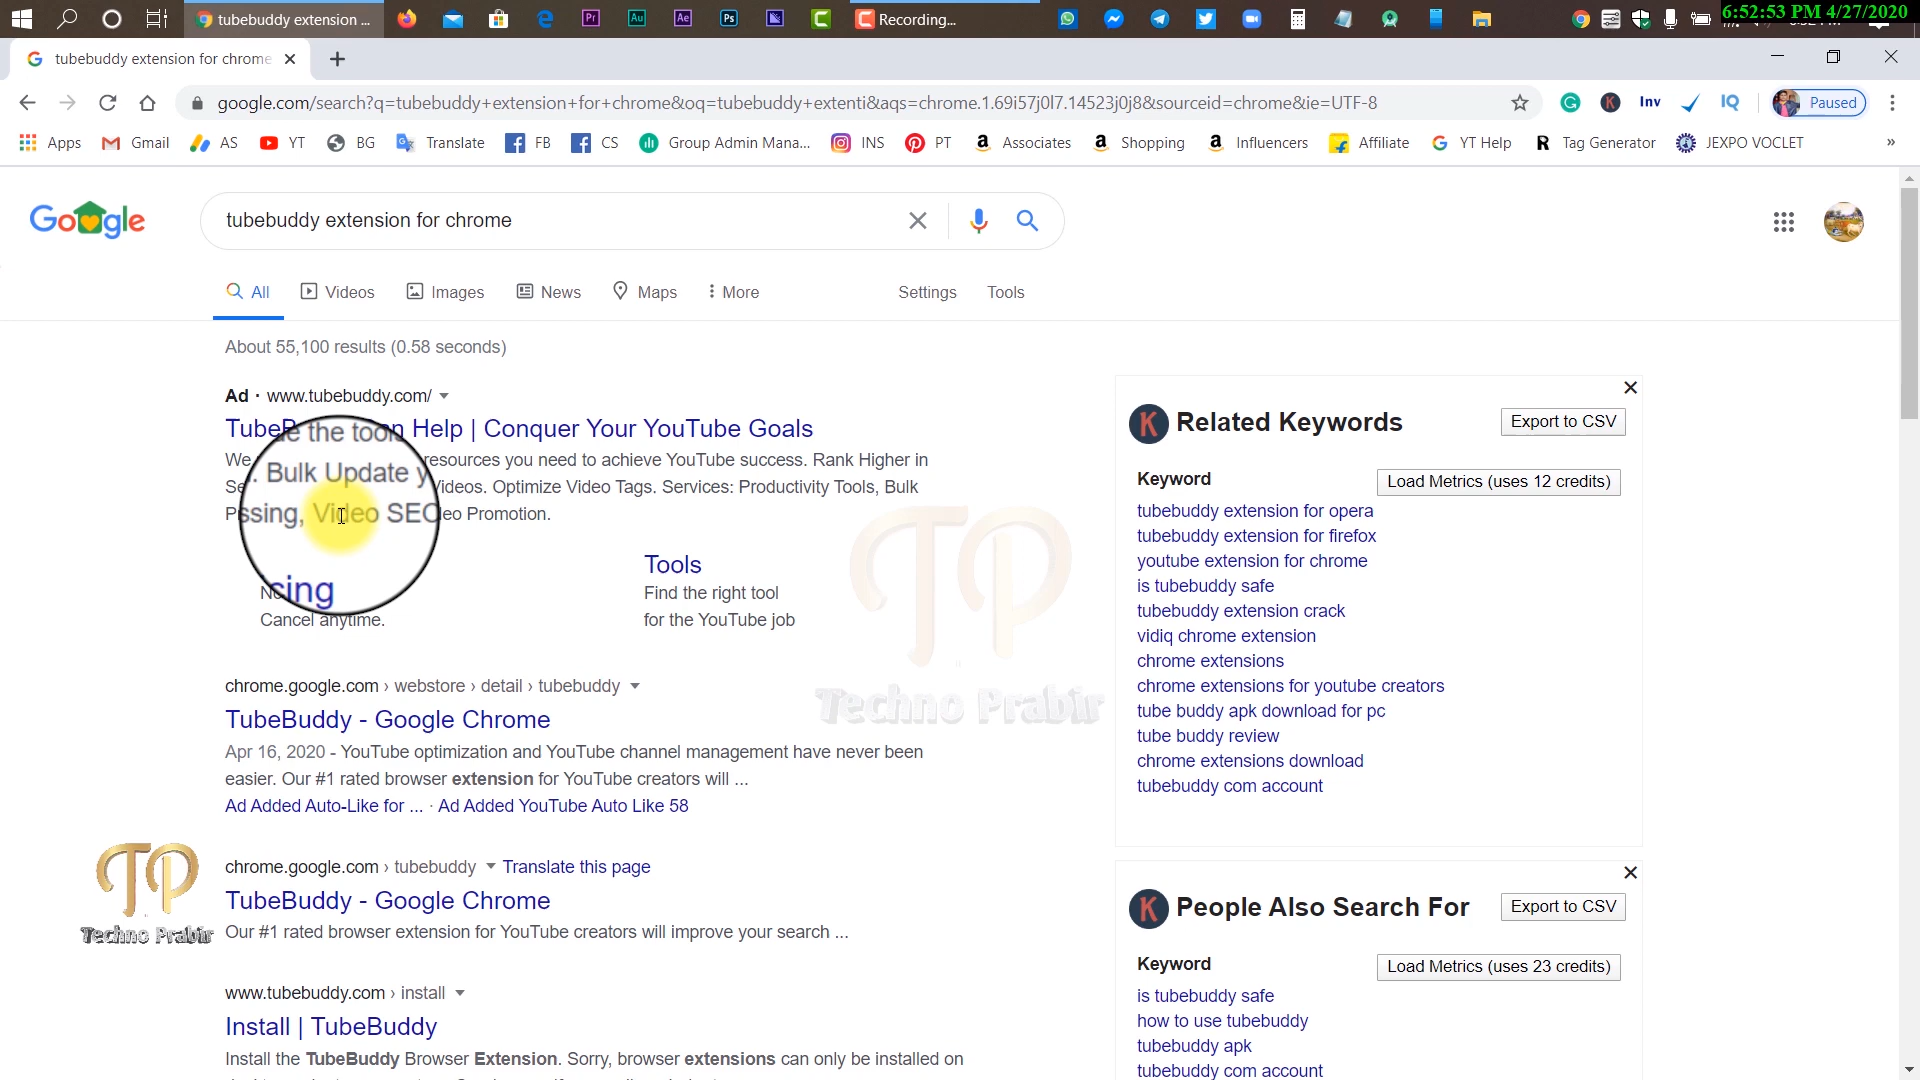 tubebuddy extension ...
Recording...
6:52:53 PM 4/27/2020
tubebuddy extension for chrome
google.com/search?q=tubebuddy+extension+for+chrome&oq=tubebuddy+extenti&aqs=chrome.1.69i57j0l7.14523j0j8&sourceid=chrome&ie=UTF-8
Inv
IQ
Paused
Apps
Gmail
AS
YT
BG
Translate
FB
CS
Group Admin Mana...
INS
PT
Associates
Shopping
Influencers
Affiliate
YT Help
Tag Generator
JEXPO VOCLET
»
Google
tubebuddy extension for chrome
All
Videos
Images
News
Maps
More
Settings
Tools
About 55,100 results (0.58 seconds)
Ad · www.tubebuddy.com/
Help | Conquer Your YouTube Goals
the tools
We resources you need to achieve YouTube success. Rank Higher in
Bulk Update
Videos. Optimize Video Tags. Services: Productivity Tools, Bulk
Video SEO
Promotion.
Cancel anytime.
Tools
Find the right tool
for the YouTube job
chrome.google.com › webstore › detail › tubebuddy
TubeBuddy - Google Chrome
Apr 16, 2020 - YouTube optimization and YouTube channel management have never been
easier. Our #1 rated browser extension for YouTube creators will ...
Ad Added Auto-Like for ... · Ad Added YouTube Auto Like 58
chrome.google.com › tubebuddy
Translate this page
TubeBuddy - Google Chrome
Our #1 rated browser extension for YouTube creators will improve your search ...
www.tubebuddy.com › install
Install | TubeBuddy
Install the TubeBuddy Browser Extension. Sorry, browser extensions can only be installed on
TP
Techno Prabir
TP
Techno Prabir
K Related Keywords
Export to CSV
Keyword
Load Metrics (uses 12 credits)
tubebuddy extension for opera
tubebuddy extension for firefox
youtube extension for chrome
is tubebuddy safe
tubebuddy extension crack
vidiq chrome extension
chrome extensions
chrome extensions for youtube creators
tube buddy apk download for pc
tube buddy review
chrome extensions download
tubebuddy com account
K People Also Search For
Export to CSV
Keyword
Load Metrics (uses 23 credits)
is tubebuddy safe
how to use tubebuddy
tubebuddy apk
tubebuddy com account